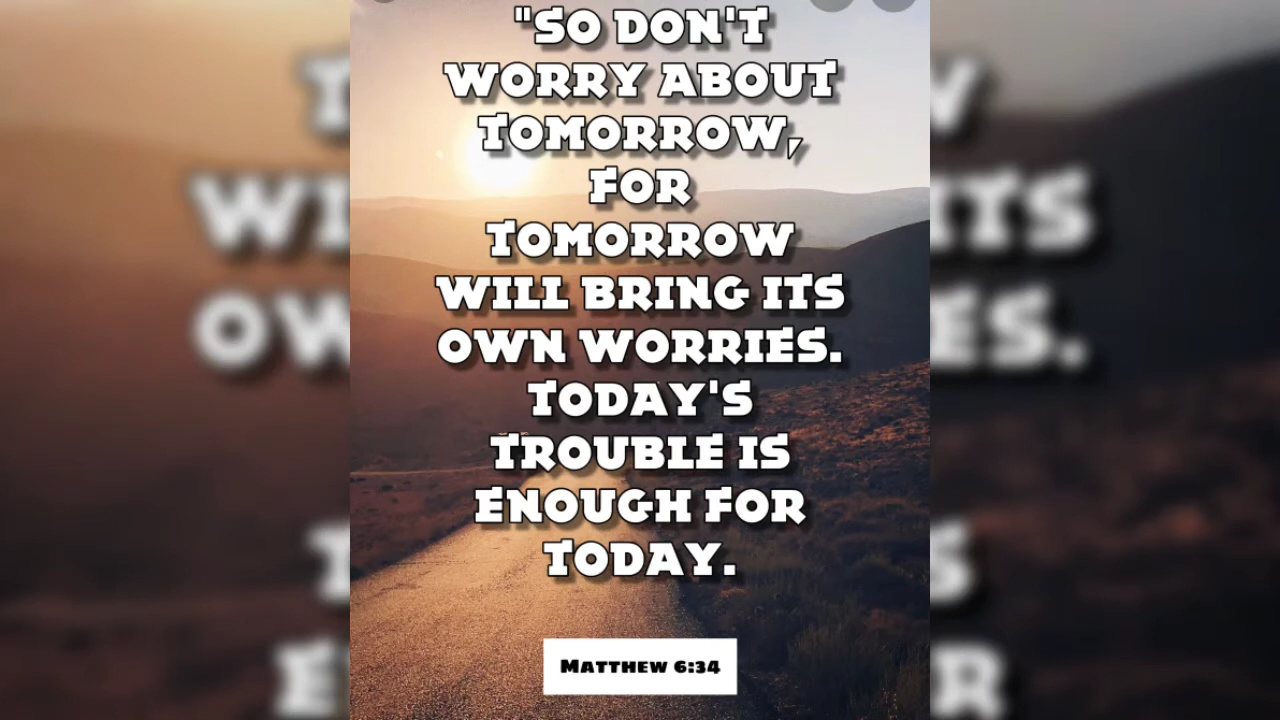 "SO DON'T
WORRY ABOUT
TOMORROW,
FOR
TOMORROW
WILL BRING ITS
OWN WORRIES.
TODAY'S
TROUBLE IS
ENOUGH FOR
TODAY.
MATTHEW 6:34